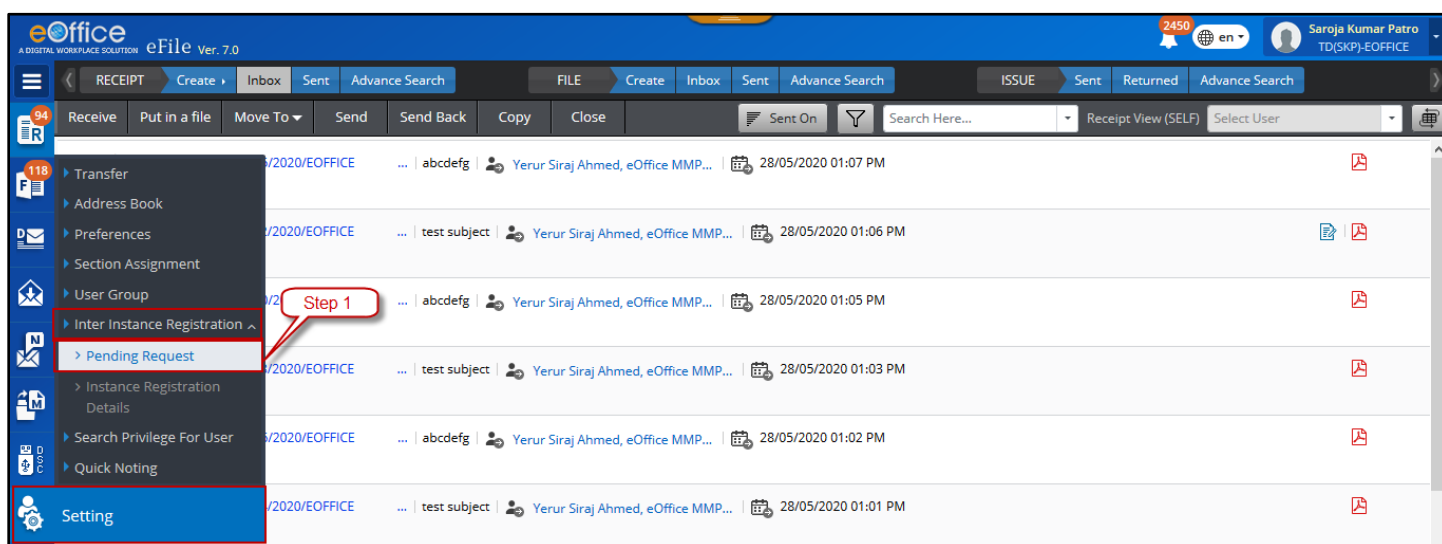 eOffice
A DIGITAL WORKPLACE SOLUTION eFile Ver. 7.0
2450 en Saroja Kumar Patro
TD(SKP)-EOFFICE
RECEIPT Create Inbox Sent Advance Search FILE Create Inbox Sent Advance Search ISSUE Sent Returned Advance Search
94 R Receive Put in a file Move To Send Send Back Copy Close Sent On Search Here... Receipt View (SELF) Select User
/2020/EOFFICE ... abcdefg Yerur Siraj Ahmed, eOffice MMP... 28/05/2020 01:07 PM
118 F Transfer
Address Book
D Preferences /2020/EOFFICE ... test subject Yerur Siraj Ahmed, eOffice MMP... 28/05/2020 01:06 PM
Section Assignment
User Group Step 1 ... abcdefg Yerur Siraj Ahmed, eOffice MMP... 28/05/2020 01:05 PM
Inter Instance Registration
N > Pending Request /2020/EOFFICE ... test subject Yerur Siraj Ahmed, eOffice MMP... 28/05/2020 01:03 PM
> Instance Registration
M Details
Search Privilege For User /2020/EOFFICE ... abcdefg Yerur Siraj Ahmed, eOffice MMP... 28/05/2020 01:02 PM
DSC Quick Noting
Setting /2020/EOFFICE ... test subject Yerur Siraj Ahmed, eOffice MMP... 28/05/2020 01:01 PM